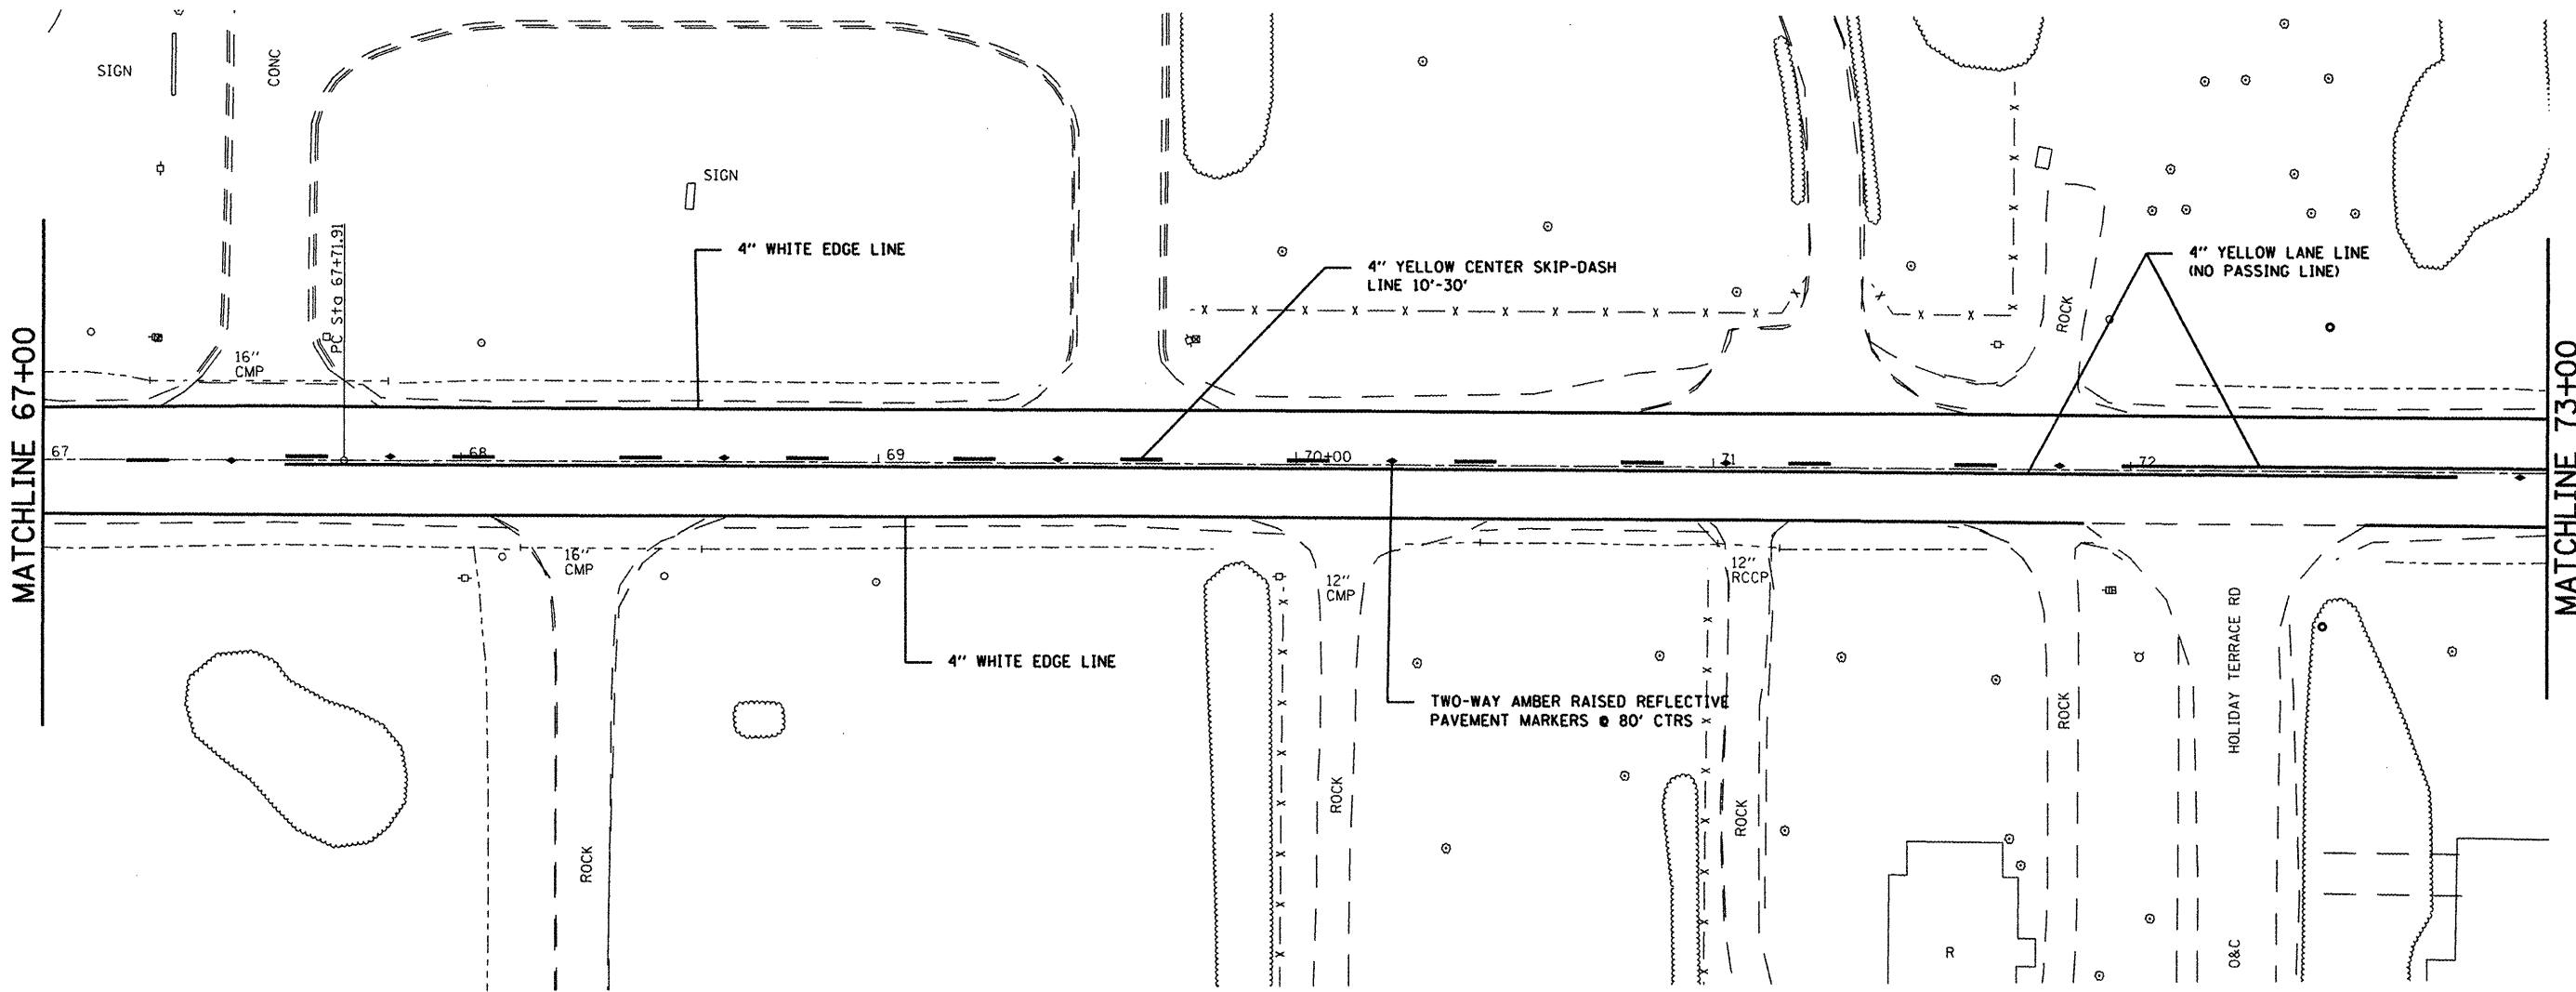 SIGN
CONC
SIGN
PC Sta 67+71.91
4" WHITE EDGE LINE
4" YELLOW CENTER SKIP-DASH
LINE 10'-30'
4" YELLOW LANE LINE
(NO PASSING LINE)
ROCK
16"
CMP
MATCHLINE 67+00
MATCHLINE 73+00
67
68
69
70+00
71
72
16"
CMP
12"
CMP
12"
RCCP
4" WHITE EDGE LINE
TWO-WAY AMBER RAISED REFLECTIVE
PAVEMENT MARKERS @ 80' CTRS
ROCK
ROCK
ROCK
ROCK
HOLIDAY TERRACE RD
O&C
R